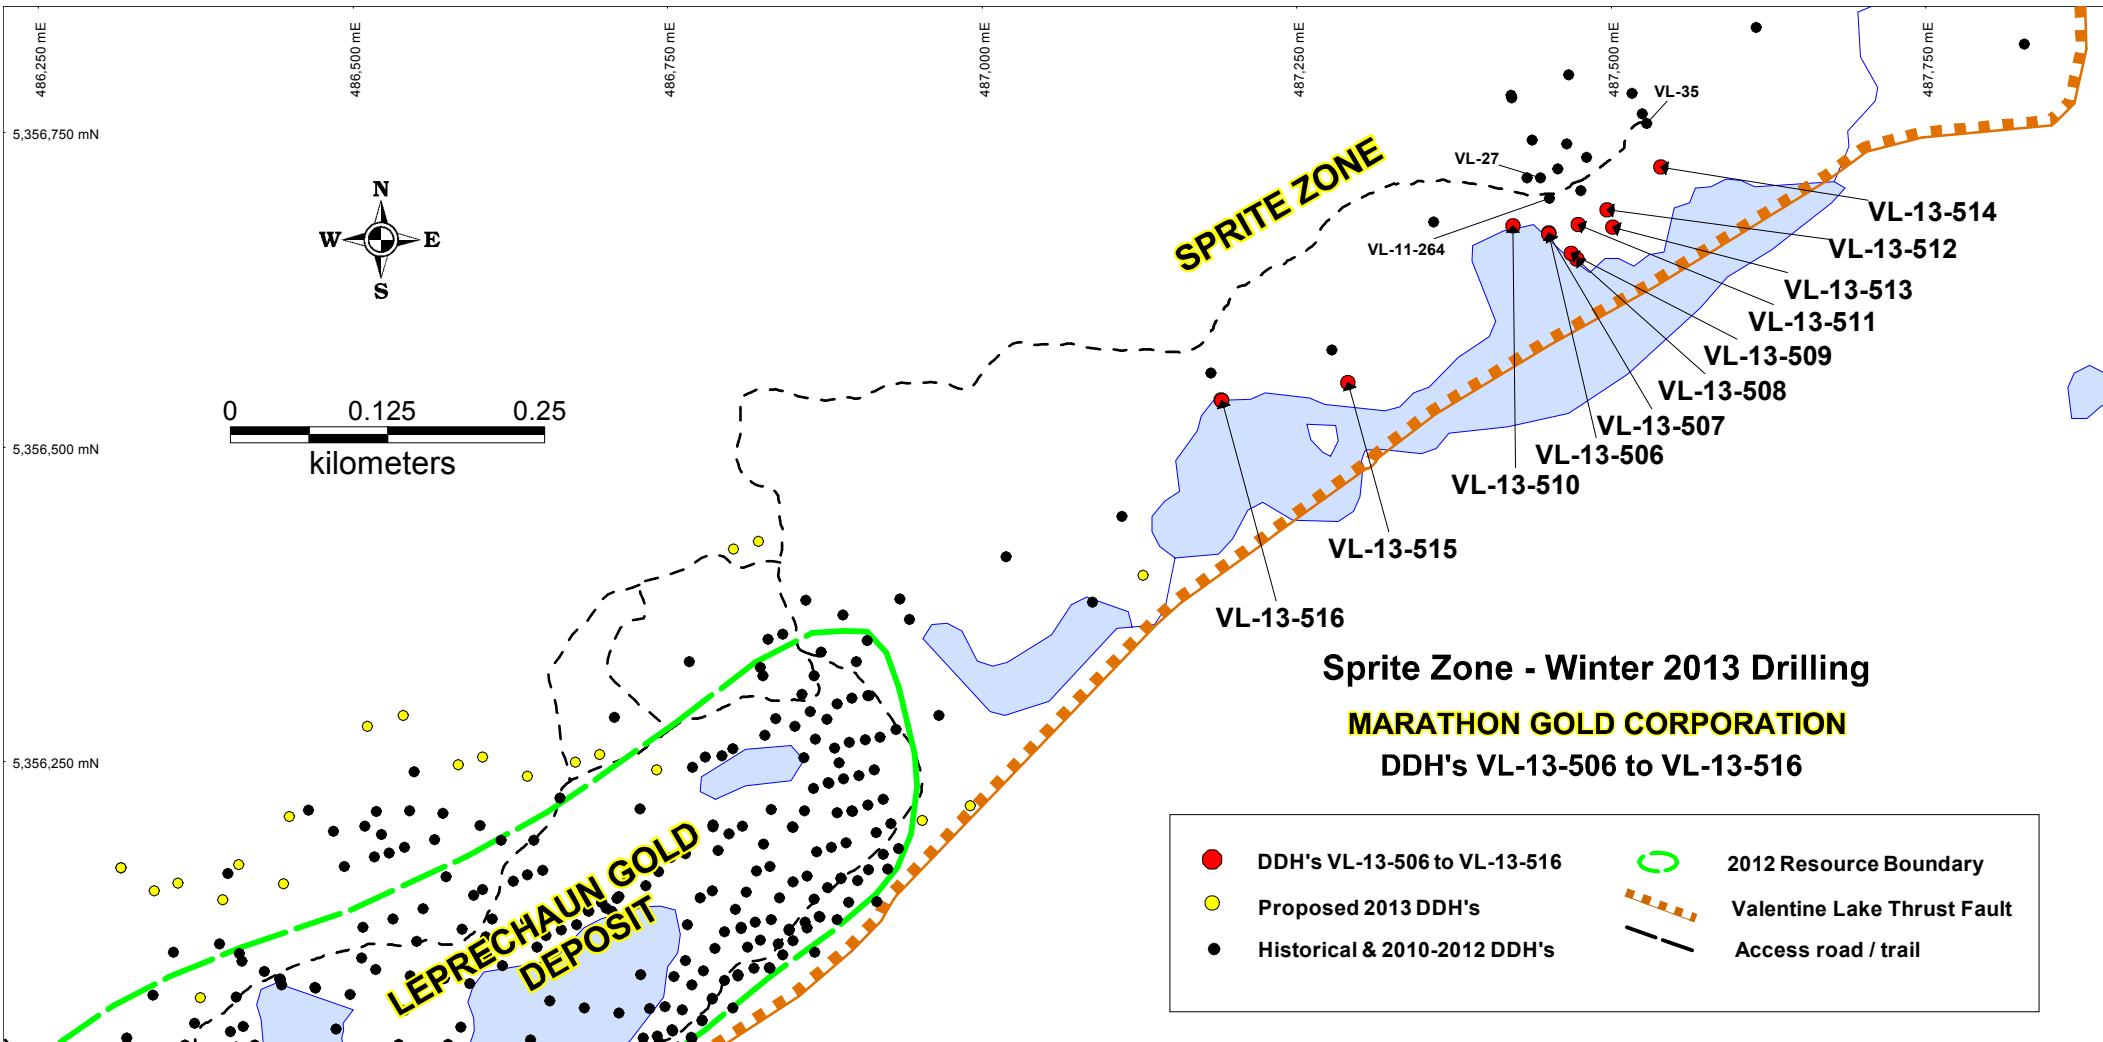 486,250 mE
486,500 mE
486,750 mE
487,000 mE
487,250 mE
487,500 mE
487,750 mE
5,356,750 mN
5,356,500 mN
5,356,250 mN
N
W
E
S
0 0.125 0.25
kilometers
SPRITE ZONE
VL-35
VL-27
VL-11-264
VL-13-514
VL-13-512
VL-13-513
VL-13-511
VL-13-509
VL-13-508
VL-13-507
VL-13-506
VL-13-510
VL-13-515
VL-13-516
LEPRECHAUN GOLD
DEPOSIT
Sprite Zone - Winter 2013 Drilling
MARATHON GOLD CORPORATION
DDH's VL-13-506 to VL-13-516
DDH's VL-13-506 to VL-13-516
Proposed 2013 DDH's
Historical & 2010-2012 DDH's
2012 Resource Boundary
Valentine Lake Thrust Fault
Access road / trail